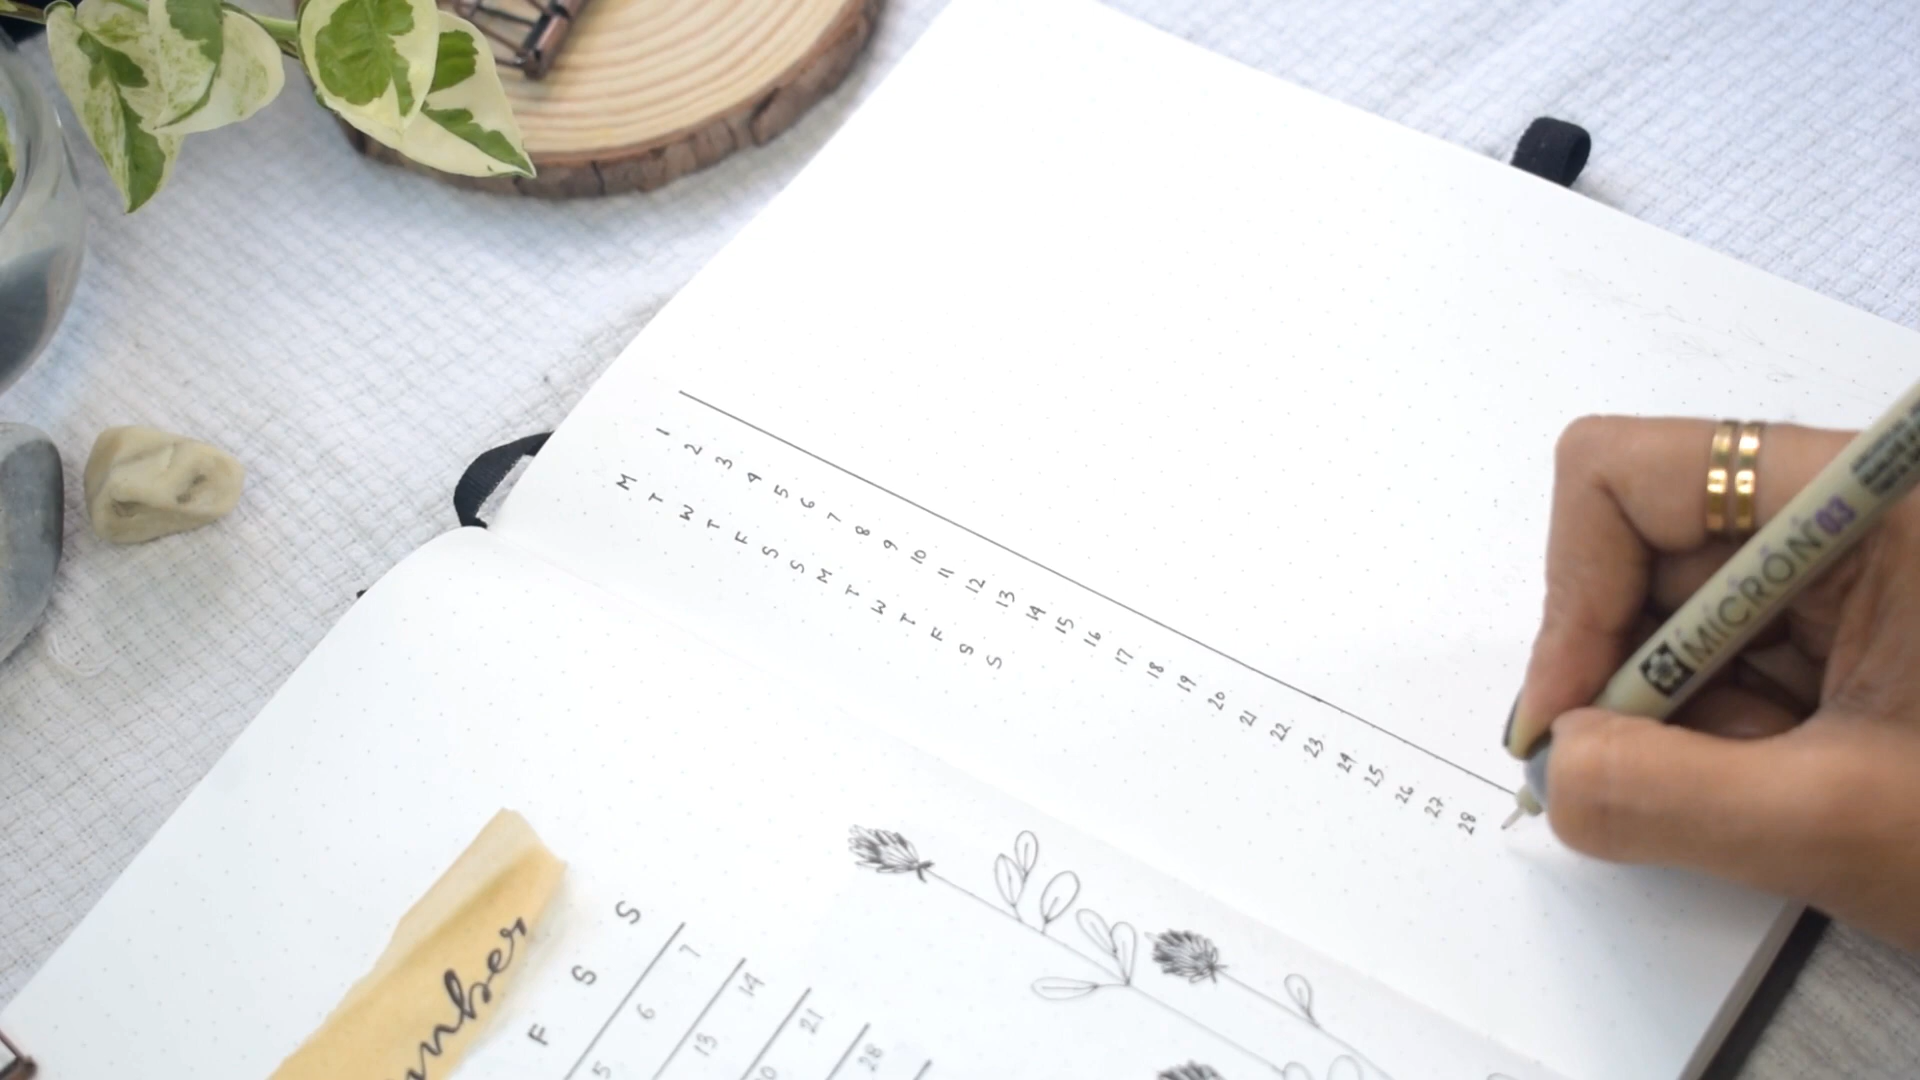 1 2 3 4 5 6 7 8 9 10 11 12 13 14 15 16 17 18 19 20 21 22 23 24 25 26 27 28
M T W T F S S M T W T F S S
MICRON 03
F S S
5 6 7
13 14
21
28